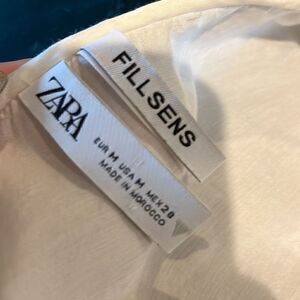 FILLSENS
ZARA
EUR M USA M MEX 28
MADE IN MOROCCO